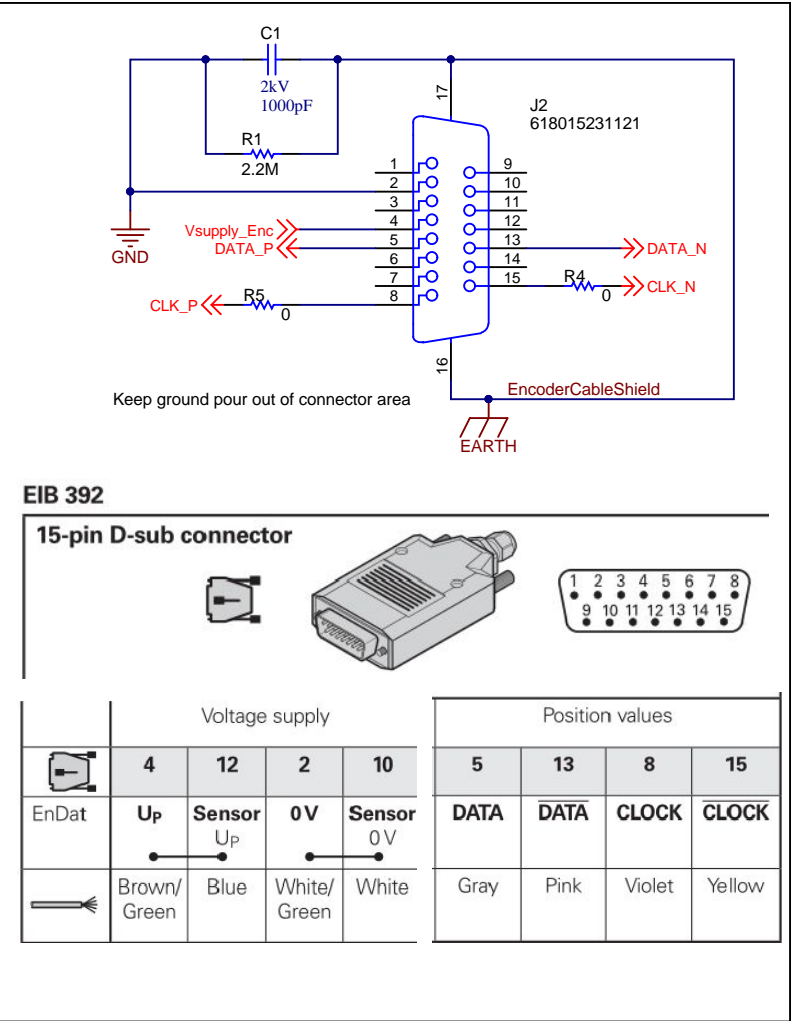 C1
2kV
1000pF
R1
2.2M
17
J2
618015231121
1
2
3
4
5
6
7
8
9
10
11
12
13
14
15
GND
Vsupply_Enc
DATA_P
DATA_N
CLK_P
R5
0
R4
0
CLK_N
16
Keep ground pour out of connector area
EncoderCableShield
EARTH
EIB 392
15-pin D-sub connector
1 2 3 4 5 6 7 8
9 10 11 12 13 14 15
Voltage supply Position values
4 12 2 10 5 13 8 15
EnDat UP Sensor 0 V Sensor DATA DATA CLOCK CLOCK
UP 0 V
Brown/ Blue White/ White Gray Pink Violet Yellow
Green Green